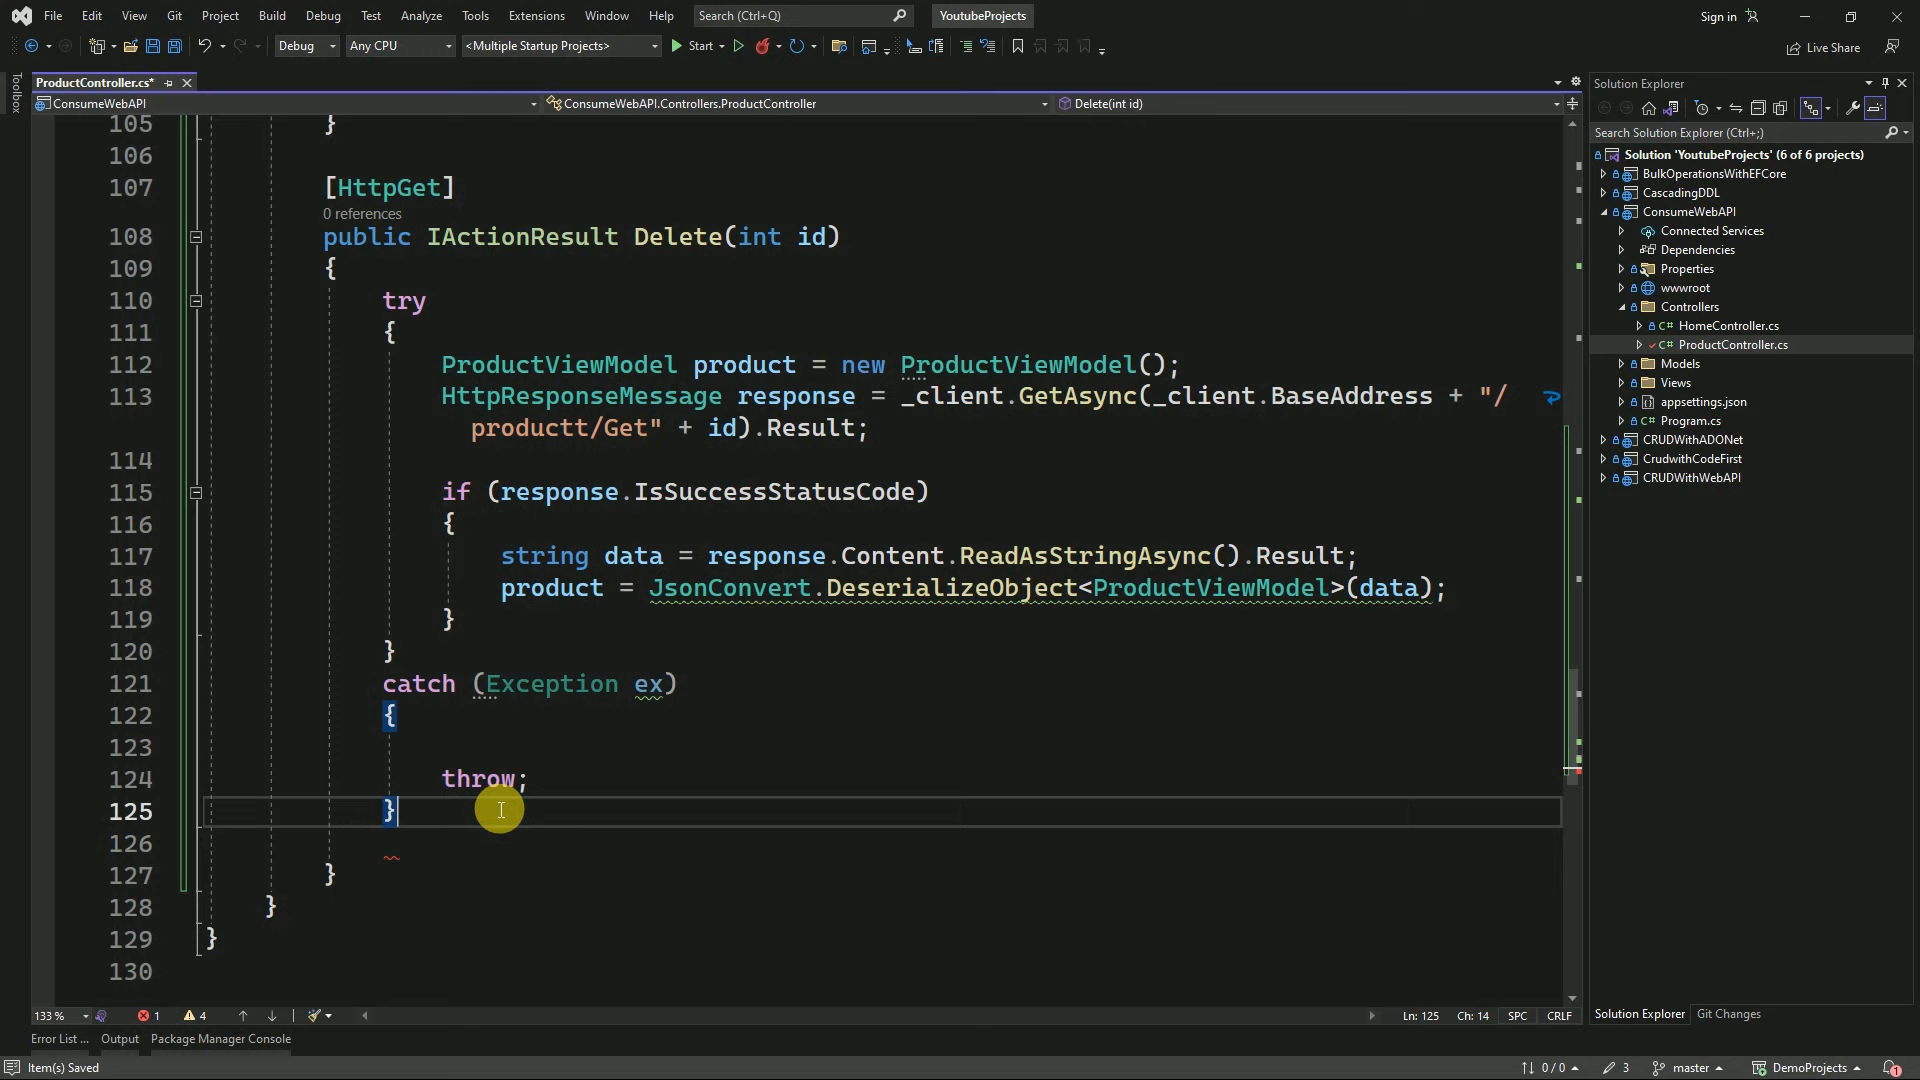 File Edit View Git Project Build Debug Test Analyze Tools Extensions Window Help Search (Ctrl+Q) YoutubeProjects Sign in
Debug Any CPU <Multiple Startup Projects> Start Live Share
Toolbox
ProductController.cs*
ConsumeWebAPI ConsumeWebAPI.Controllers.ProductController Delete(int id)
105 }
106
107 [HttpGet]
0 references
108 public IActionResult Delete(int id)
109 {
110 try
111 {
112 ProductViewModel product = new ProductViewModel();
113 HttpResponseMessage response = _client.GetAsync(_client.BaseAddress + "/
productt/Get" + id).Result;
114
115 if (response.IsSuccessStatusCode)
116 {
117 string data = response.Content.ReadAsStringAsync().Result;
118 product = JsonConvert.DeserializeObject<ProductViewModel>(data);
119 }
120 }
121 catch (Exception ex)
122 {
123
124 throw;
125 }
126
127 }
128 }
129 }
130
133 % 1 4 Ln: 125 Ch: 14 SPC CRLF
Error List ... Output Package Manager Console
Item(s) Saved 0 / 0 3 master DemoProjects 1
Solution Explorer
Search Solution Explorer (Ctrl+;)
Solution 'YoutubeProjects' (6 of 6 projects)
BulkOperationsWithEFCore
CascadingDDL
ConsumeWebAPI
Connected Services
Dependencies
Properties
wwwroot
Controllers
C# HomeController.cs
C# ProductController.cs
Models
Views
appsettings.json
C# Program.cs
CRUDWithADONet
CrudwithCodeFirst
CRUDWithWebAPI
Solution Explorer Git Changes